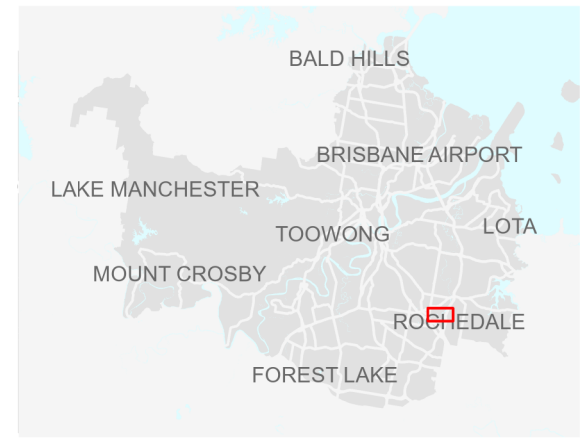 BALD HILLS
BRISBANE AIRPORT
LAKE MANCHESTER
LOTA
TOOWONG
MOUNT CROSBY
ROCHEDALE
FOREST LAKE